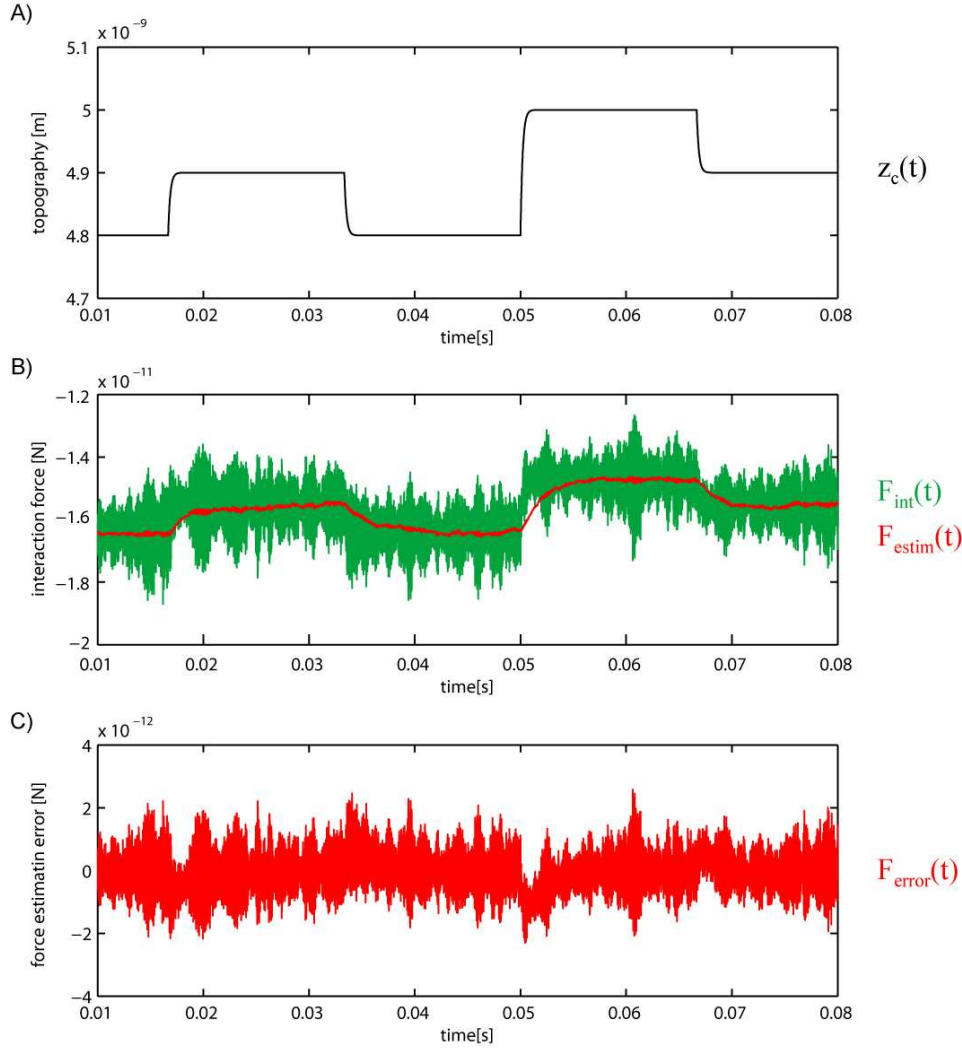 A)
x 10⁻⁹
5.1
5
4.9
4.8
4.7
topography [m]
0.01 0.02 0.03 0.04 0.05 0.06 0.07 0.08
time[s]
z_c(t)
B)
x 10⁻¹¹
−1.2
−1.4
−1.6
−1.8
−2
interaction force [N]
0.01 0.02 0.03 0.04 0.05 0.06 0.07 0.08
time[s]
F_int(t)
F_estim(t)
C)
x 10⁻¹²
4
2
0
−2
−4
force estimatin error [N]
0.01 0.02 0.03 0.04 0.05 0.06 0.07 0.08
time[s]
F_error(t)